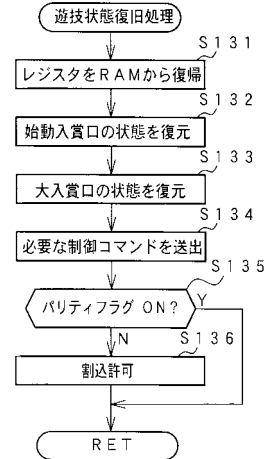 遊技状態復旧処理
S131
レジスタをRAMから復帰
S132
始動入賞口の状態を復元
S133
大入賞口の状態を復元
S134
必要な制御コマンドを送出
S135
パリティフラグ ON?
Y
N
S136
割込許可
RET